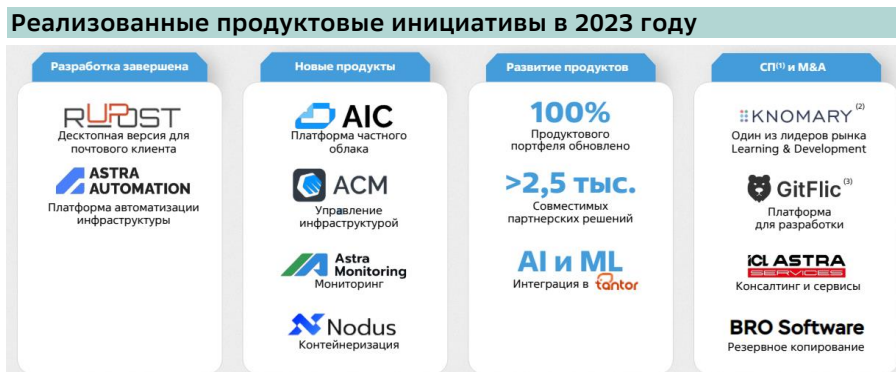 Реализованные продуктовые инициативы в 2023 году
Разработка завершена
RUPOST
Десктопная версия для
почтового клиента
ASTRA
AUTOMATION
Платформа автоматизации
инфраструктуры
Новые продукты
AIC
Платформа частного
облака
ACM
Управление
инфраструктурой
Astra
Monitoring
Мониторинг
Nodus
Контейнеризация
Развитие продуктов
100%
Продуктового
портфеля обновлено
>2,5 тыс.
Совместимых
партнерских решений
AI и ML
Интеграция в tantor
СП(1) и M&A
KNOMARY (2)
Один из лидеров рынка
Learning & Development
GitFlic (3)
Платформа
для разработки
iCL ASTRA
SERVICES
Консалтинг и сервисы
BRO Software
Резервное копирование